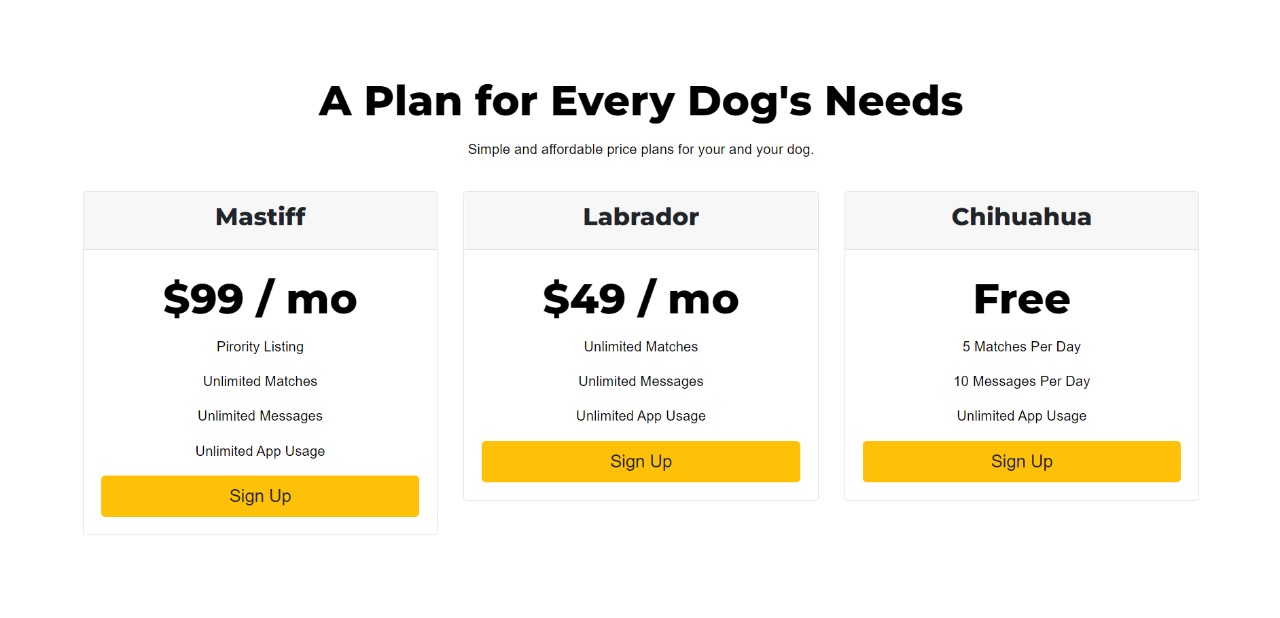 A Plan for Every Dog's Needs
Simple and affordable price plans for your and your dog.
Mastiff
$99 / mo
Pirority Listing
Unlimited Matches
Unlimited Messages
Unlimited App Usage
Sign Up
Labrador
$49 / mo
Unlimited Matches
Unlimited Messages
Unlimited App Usage
Sign Up
Chihuahua
Free
5 Matches Per Day
10 Messages Per Day
Unlimited App Usage
Sign Up